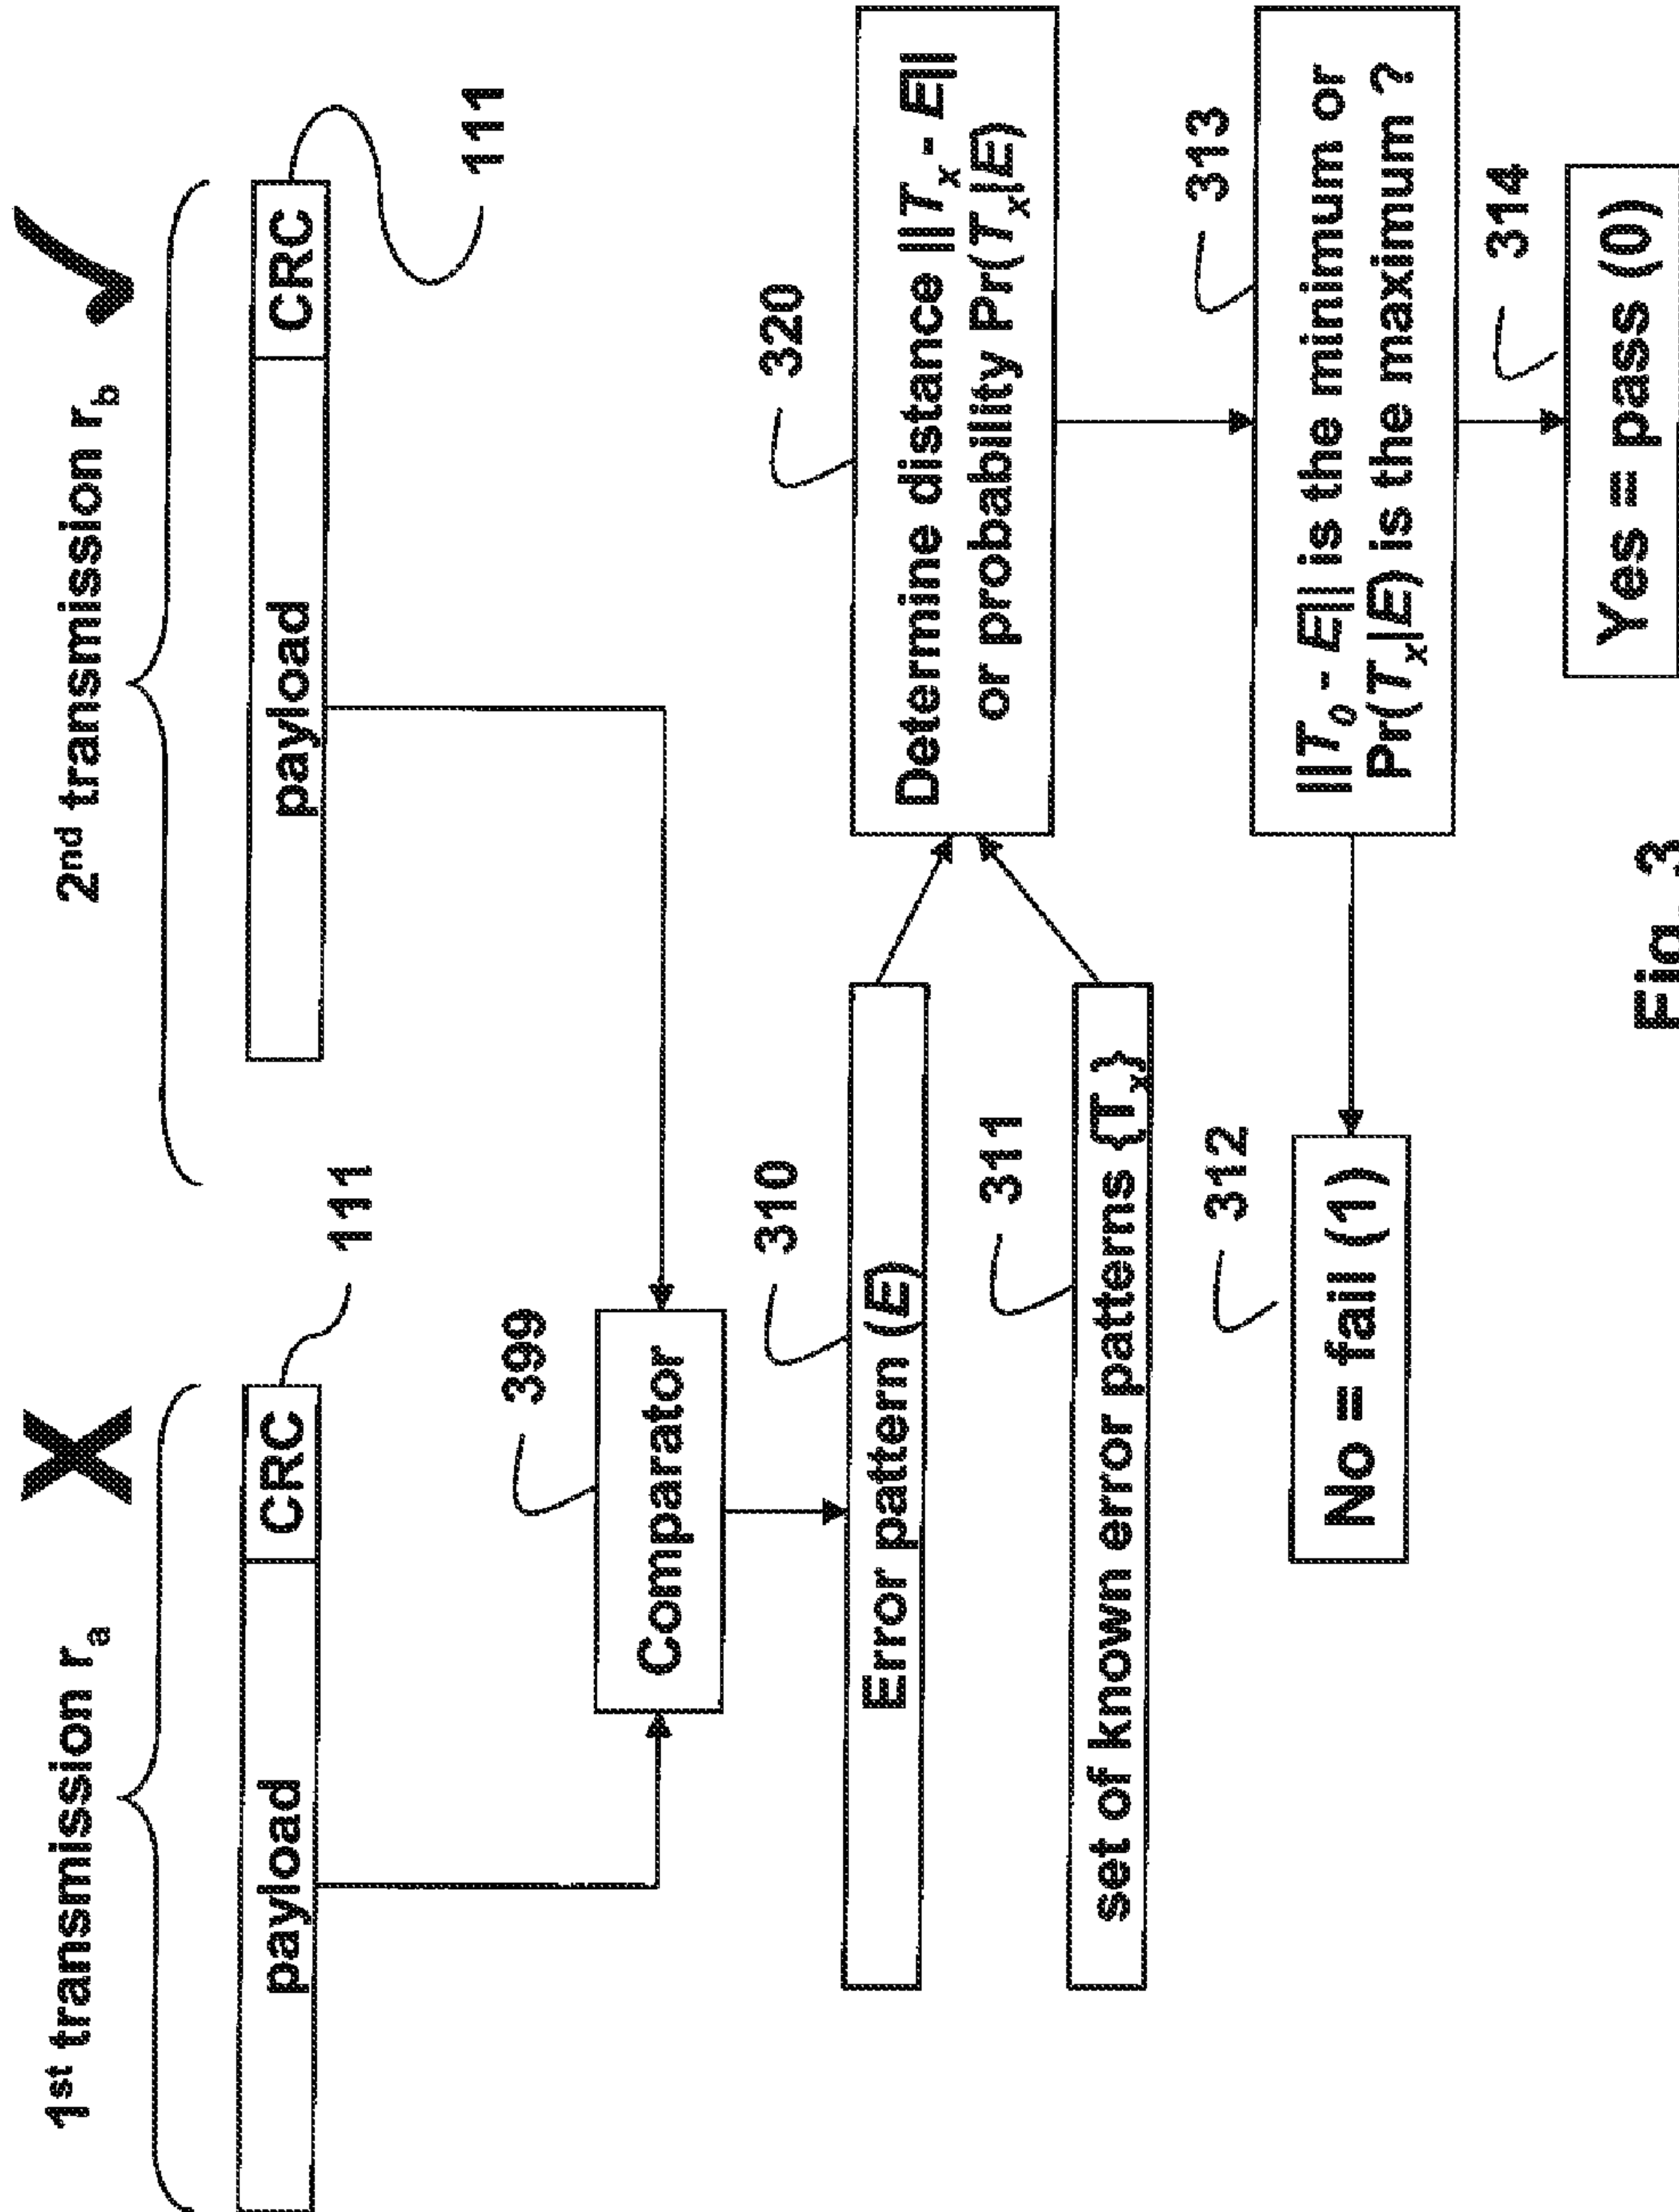 1st transmission ra
X
2nd transmission rb
payload
CRC
111
payload
CRC
111
399
Comparator
310
Error pattern (E)
311
set of known error patterns {Tx}
320
Determine distance ||Tx - E||
or probability Pr(Tx|E)
313
||T0 - E|| is the minimum or
Pr(Tx|E) is the maximum ?
312
No = fail (1)
314
Yes = pass (0)
Fig. 3